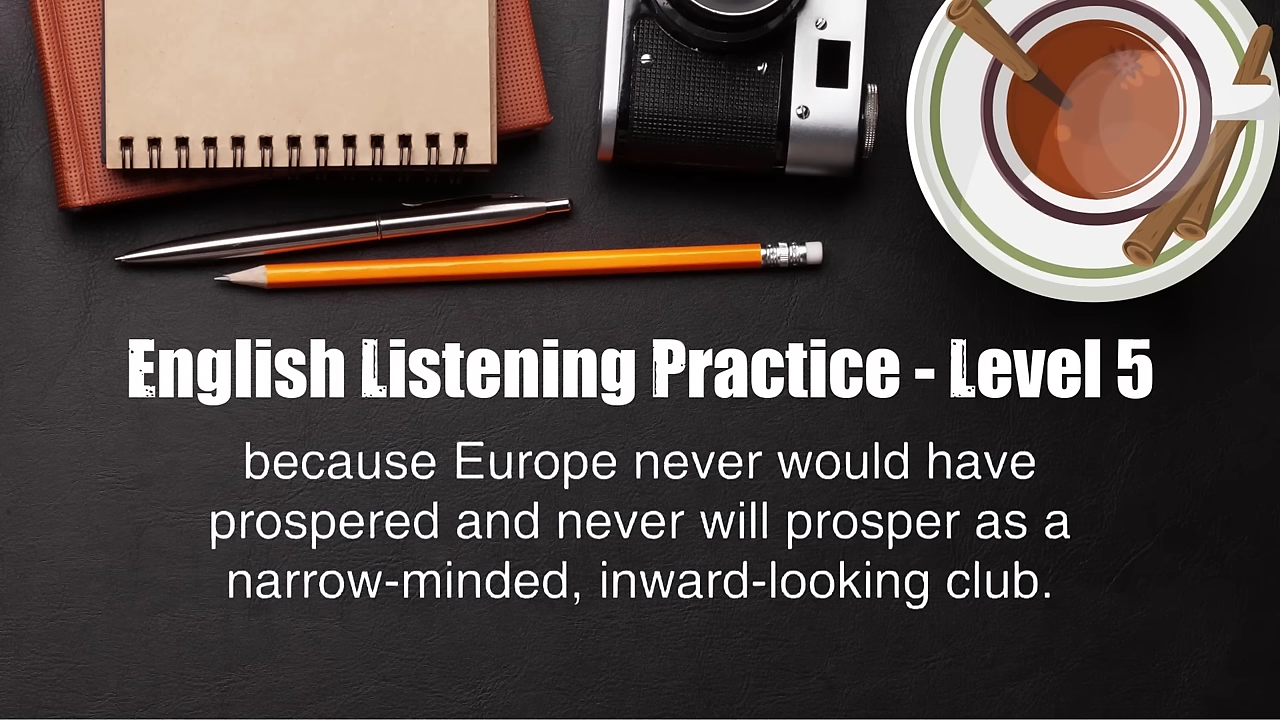 English Listening Practice - Level 5
because Europe never would have
prospered and never will prosper as a
narrow-minded, inward-looking club.